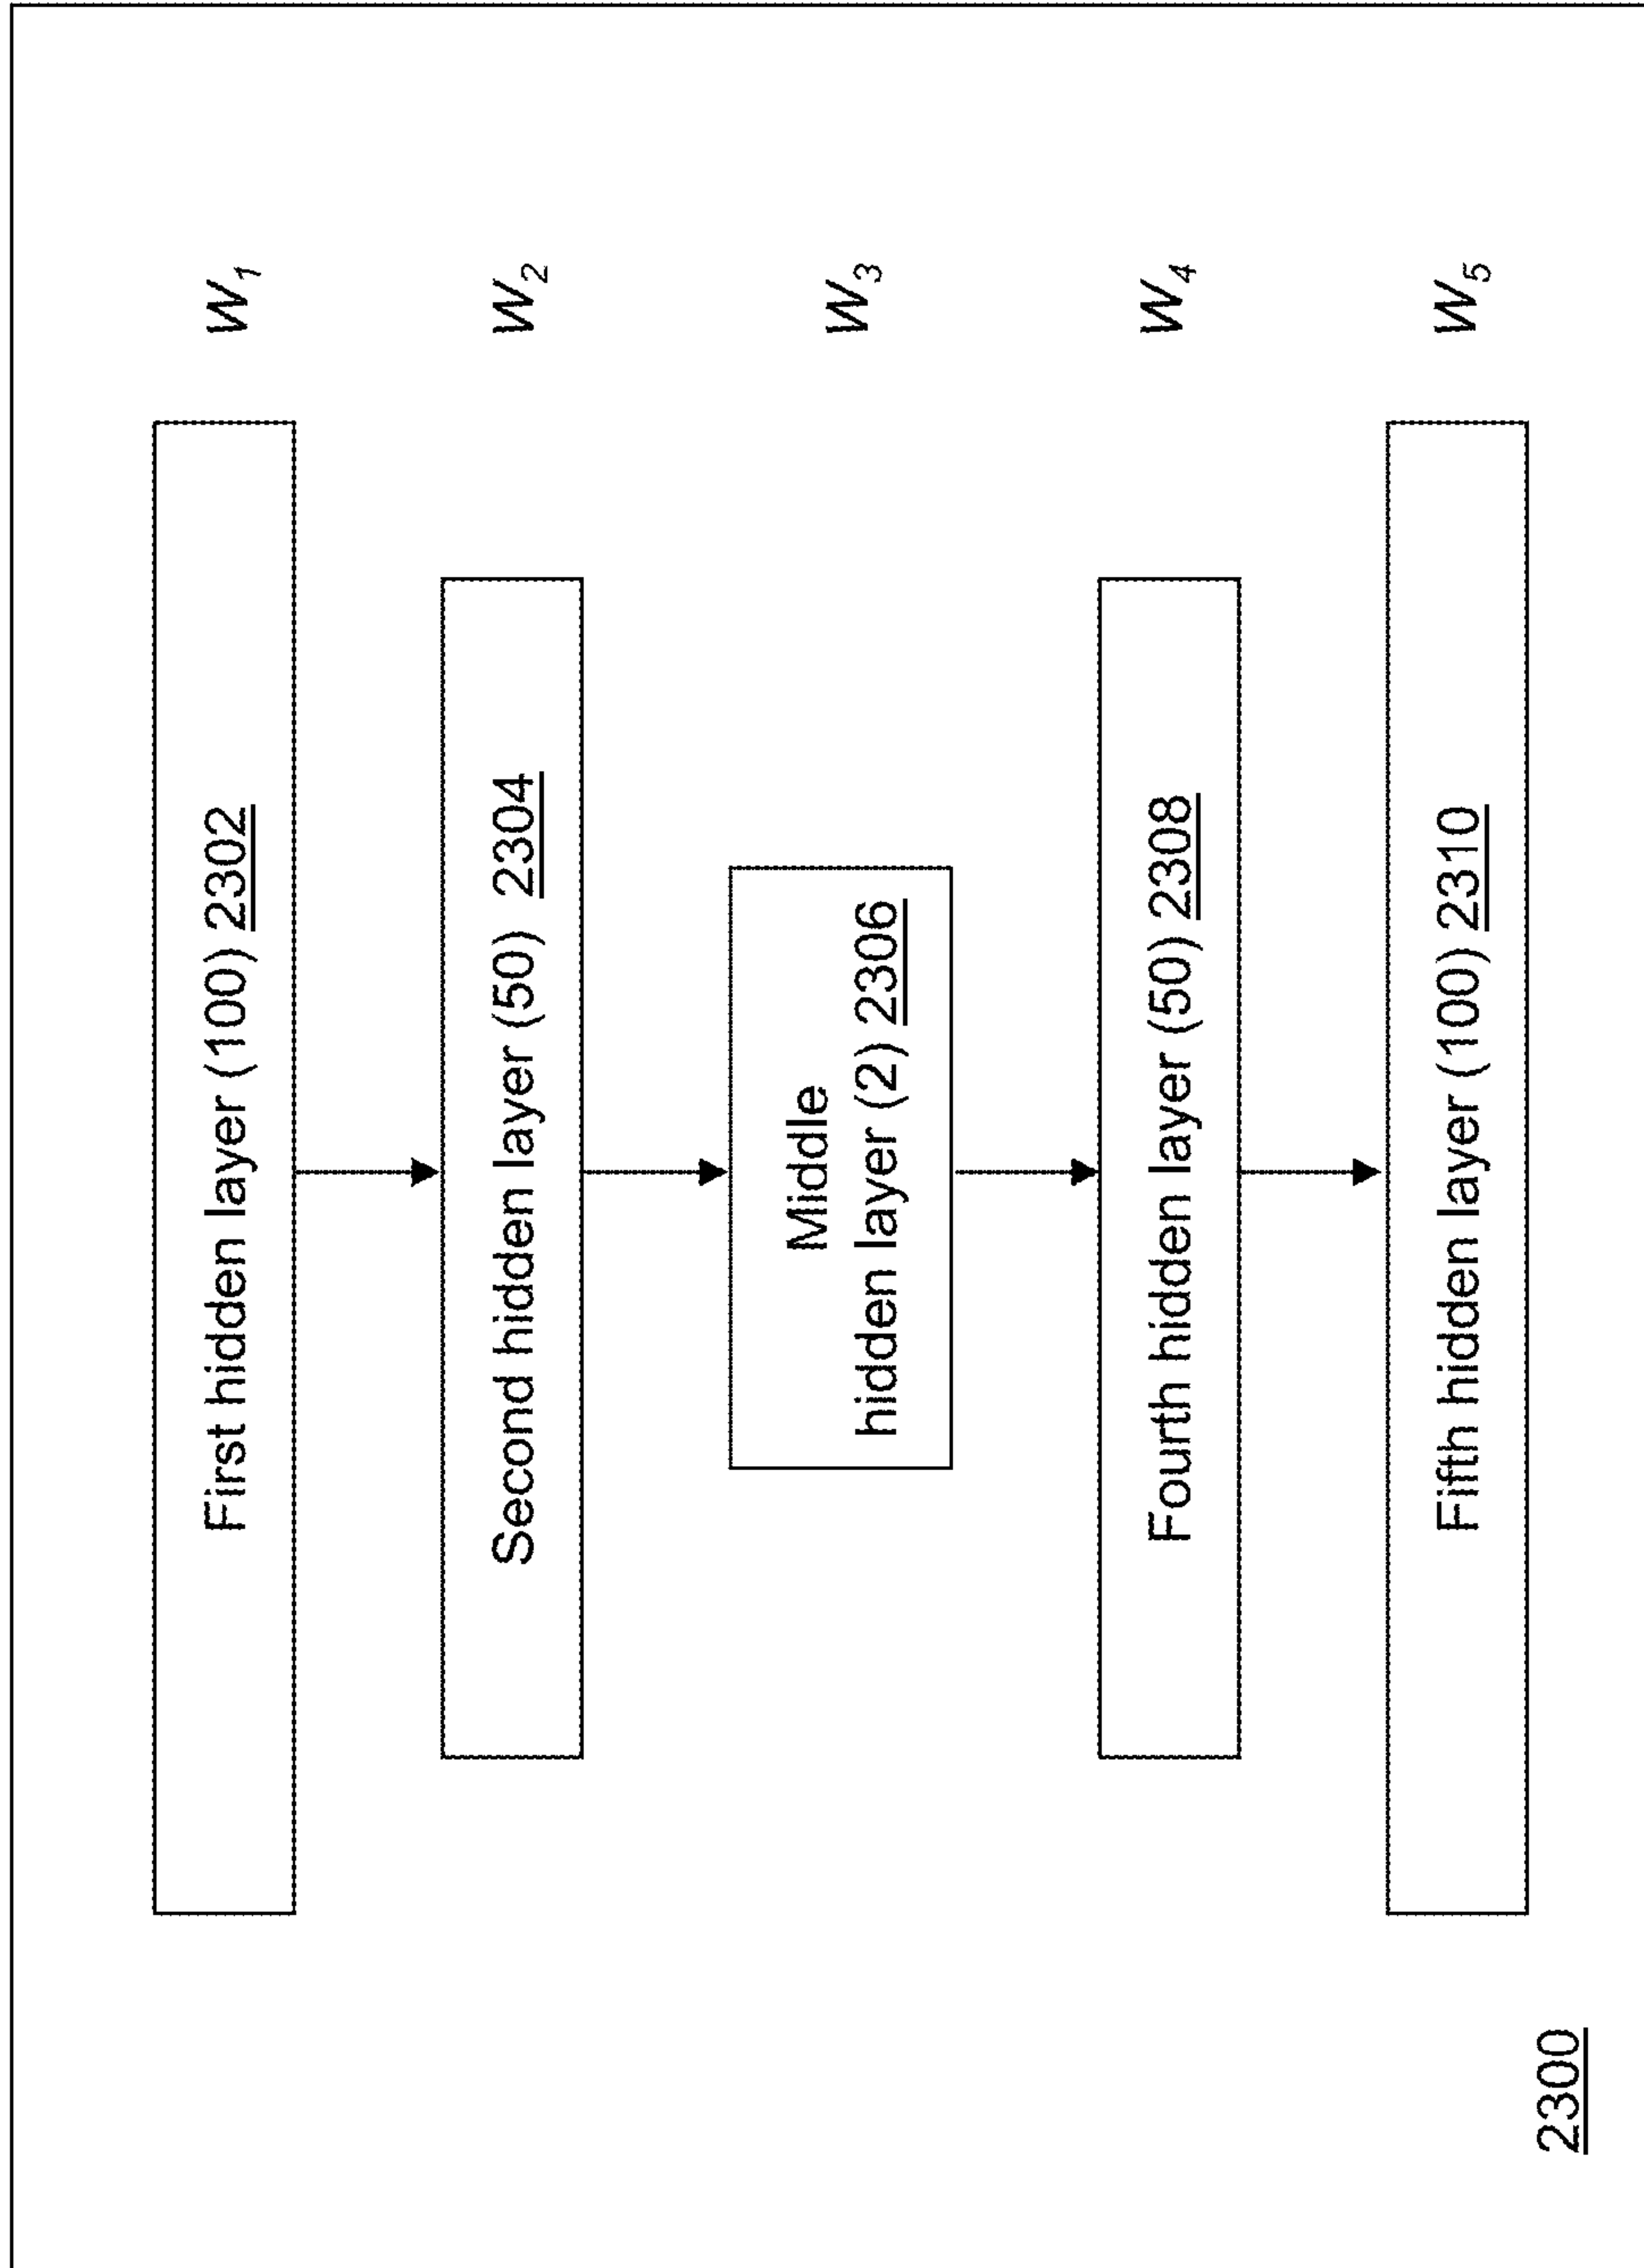 First hidden layer (100) 2302
W1
Second hidden layer (50) 2304
W2
Middle
hidden layer (2) 2306
W3
Fourth hidden layer (50) 2308
W4
Fifth hidden layer (100) 2310
W5
2300